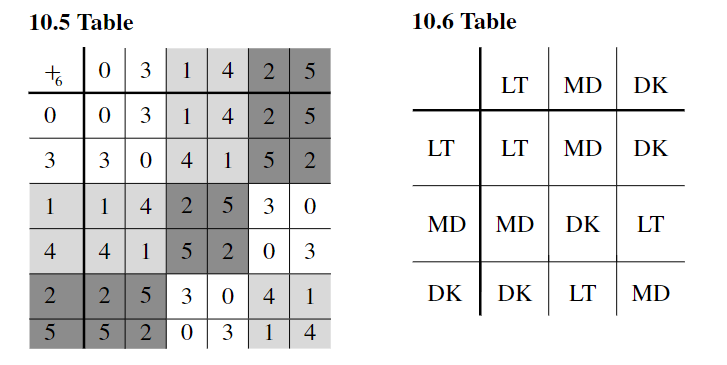 10.5 Table
+6 0 3 1 4 2 5
0 0 3 1 4 2 5
3 3 0 4 1 5 2
1 1 4 2 5 3 0
4 4 1 5 2 0 3
2 2 5 3 0 4 1
5 5 2 0 3 1 4
10.6 Table
LT MD DK
LT LT MD DK
MD MD DK LT
DK DK LT MD